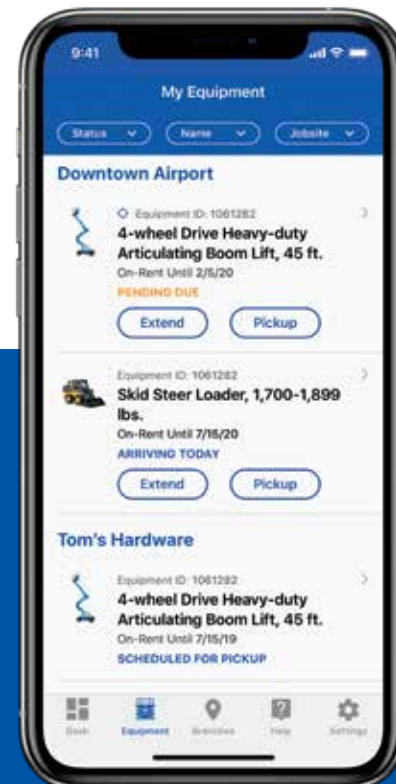 9:41
My Equipment
Status Name Jobsite
Downtown Airport
Equipment ID: 1061282
4-wheel Drive Heavy-duty
Articulating Boom Lift, 45 ft.
On-Rent Until 2/5/20
PENDING DUE
Extend Pickup
Equipment ID: 1061282
Skid Steer Loader, 1,700-1,899
lbs.
On-Rent Until 7/15/20
ARRIVING TODAY
Extend Pickup
Tom's Hardware
Equipment ID: 1061282
4-wheel Drive Heavy-duty
Articulating Boom Lift, 45 ft.
On-Rent Until 7/15/19
SCHEDULED FOR PICKUP
Dash Equipment Branches Help Settings